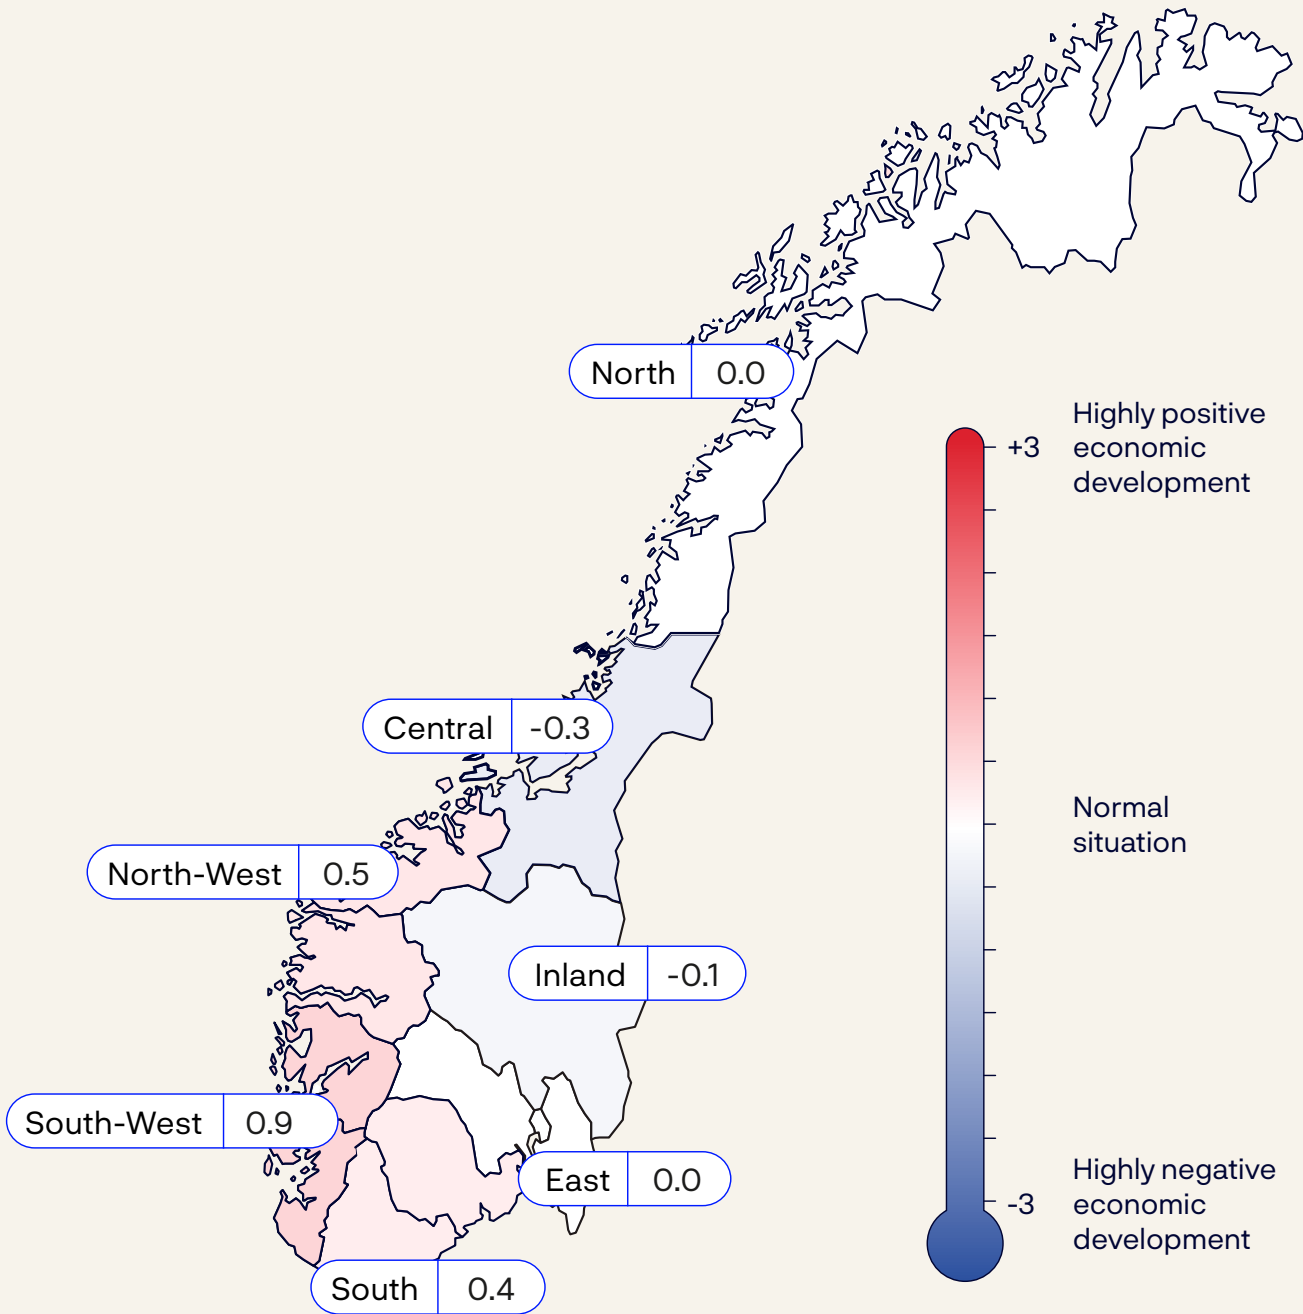 North 0.0
Highly positive
economic
development
+3
Central -0.3
Normal
situation
North-West 0.5
Inland -0.1
South-West 0.9
East 0.0
Highly negative
economic
development
-3
South 0.4